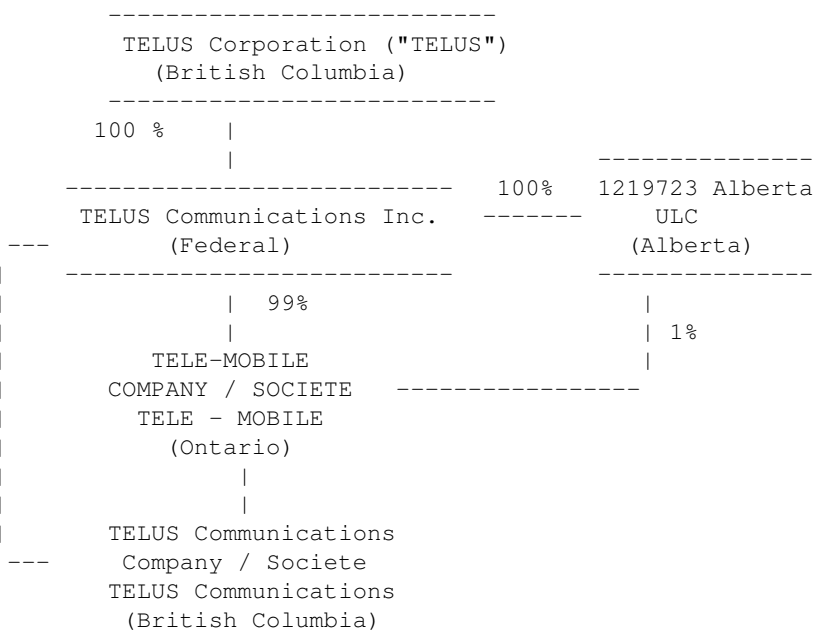 TELUS Corporation ("TELUS")
(British Columbia)
100 %
100% 1219723 Alberta
TELUS Communications Inc. ULC
(Federal) (Alberta)
99%
1%
TELE-MOBILE
COMPANY / SOCIETE
TELE - MOBILE
(Ontario)
TELUS Communications
Company / Societe
TELUS Communications
(British Columbia)